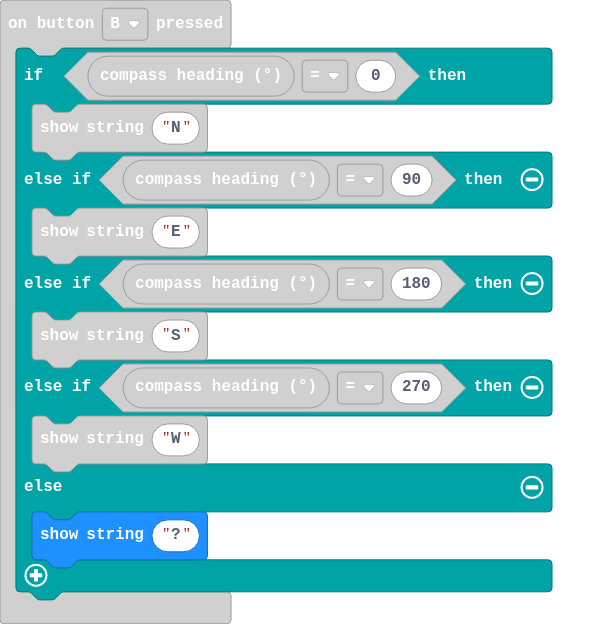 on button B pressed
if compass heading (°) = 0 then
show string "N"
else if compass heading (°) = 90 then
show string "E"
else if compass heading (°) = 180 then
show string "S"
else if compass heading (°) = 270 then
show string "W"
else
show string "?"